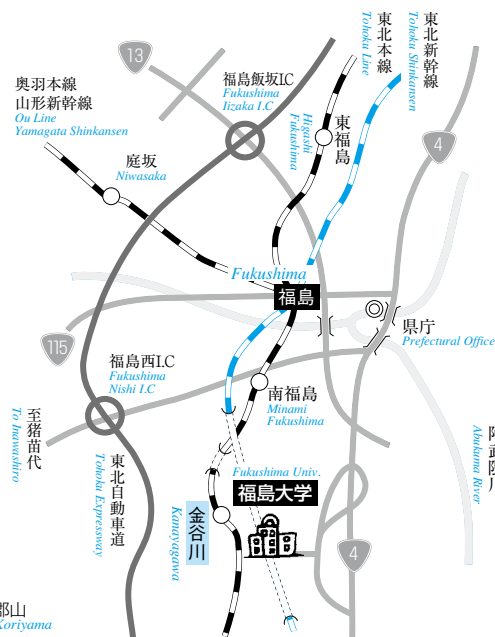 東北本線
Tohoku Line
東北新幹線
Tohoku Shinkansen
13
福島飯坂IC
Fukushima
Iizaka I.C
奥羽本線
山形新幹線
Ou Line
Yamagata Shinkansen
東福島
Higashi
Fukushima
4
庭坂
Niwasaka
Fukushima
福島
県庁
Prefectural Office
115
福島西I.C
Fukushima
Nishi I.C
南福島
Minami
Fukushima
至猪苗代
To Inawashiro
東北自動車道
Tohoku Expressway
Abukuma River
Fukushima Univ.
福島大学
金谷川
Kanayagawa
4
郡山
Koriyama